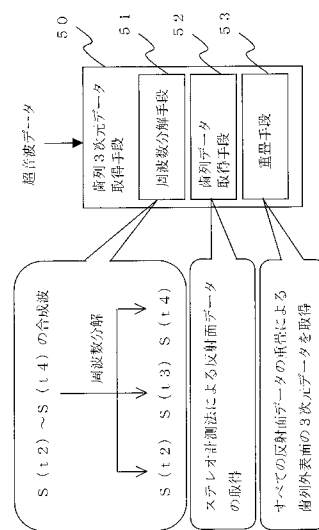 超音波データ
50
歯列3次元データ
取得手段
51
周波数分解手段
52
歯列データ
取得手段
53
重畳手段
S(t2)~S(t4)の合成波
周波数分解
S(t2) S(t3) S(t4)
ステレオ計測法による反射面データ
の取得
すべての反射面データの重畳による
歯列外表面の3次元データを取得